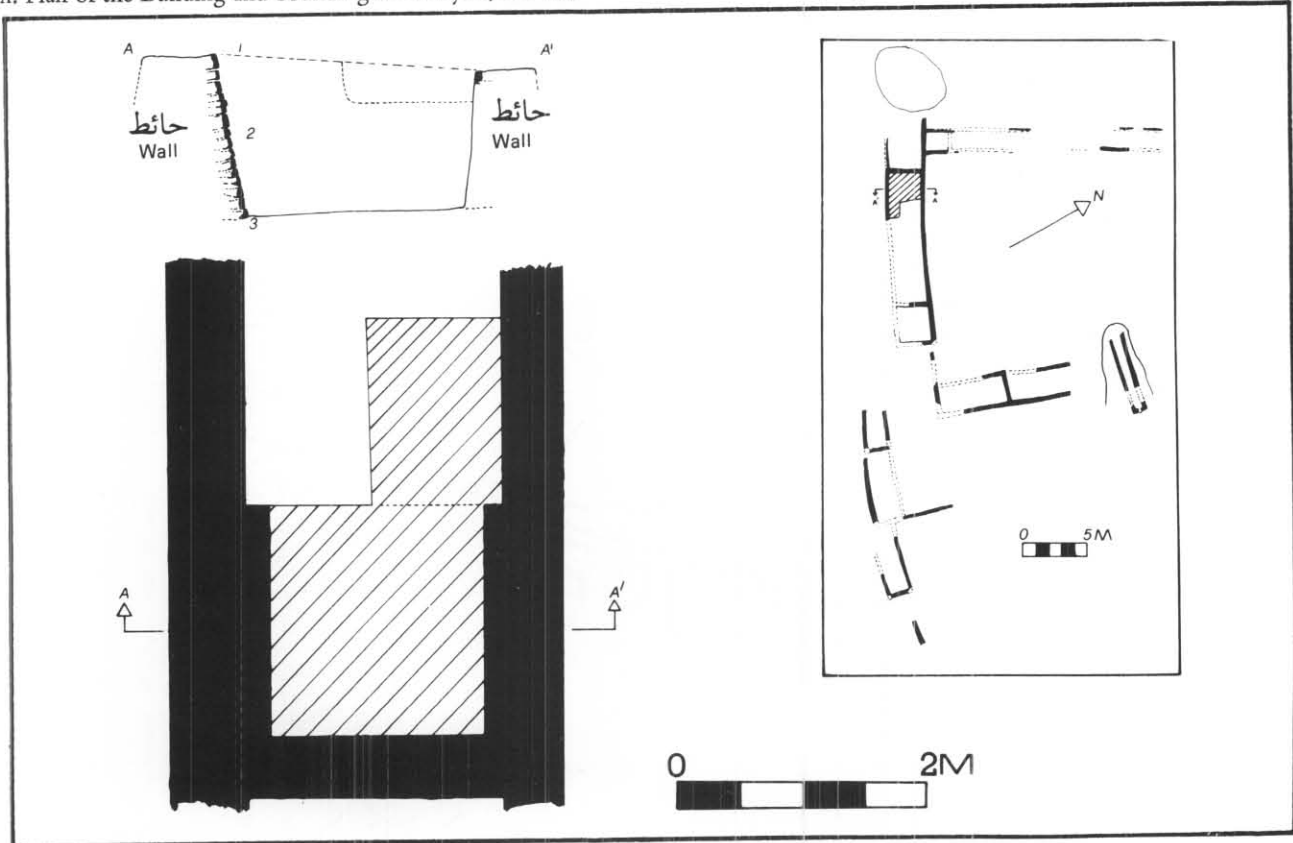 Plan of the Building and
A 1 A'
حائط
Wall
2
حائط
Wall
3
A A'
0 2M
N
0 5M